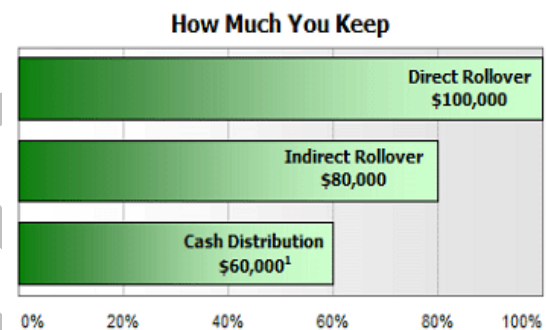 How Much You Keep
Direct Rollover
$100,000
Indirect Rollover
$80,000
Cash Distribution
$60,000¹
0% 20% 40% 60% 80% 100%